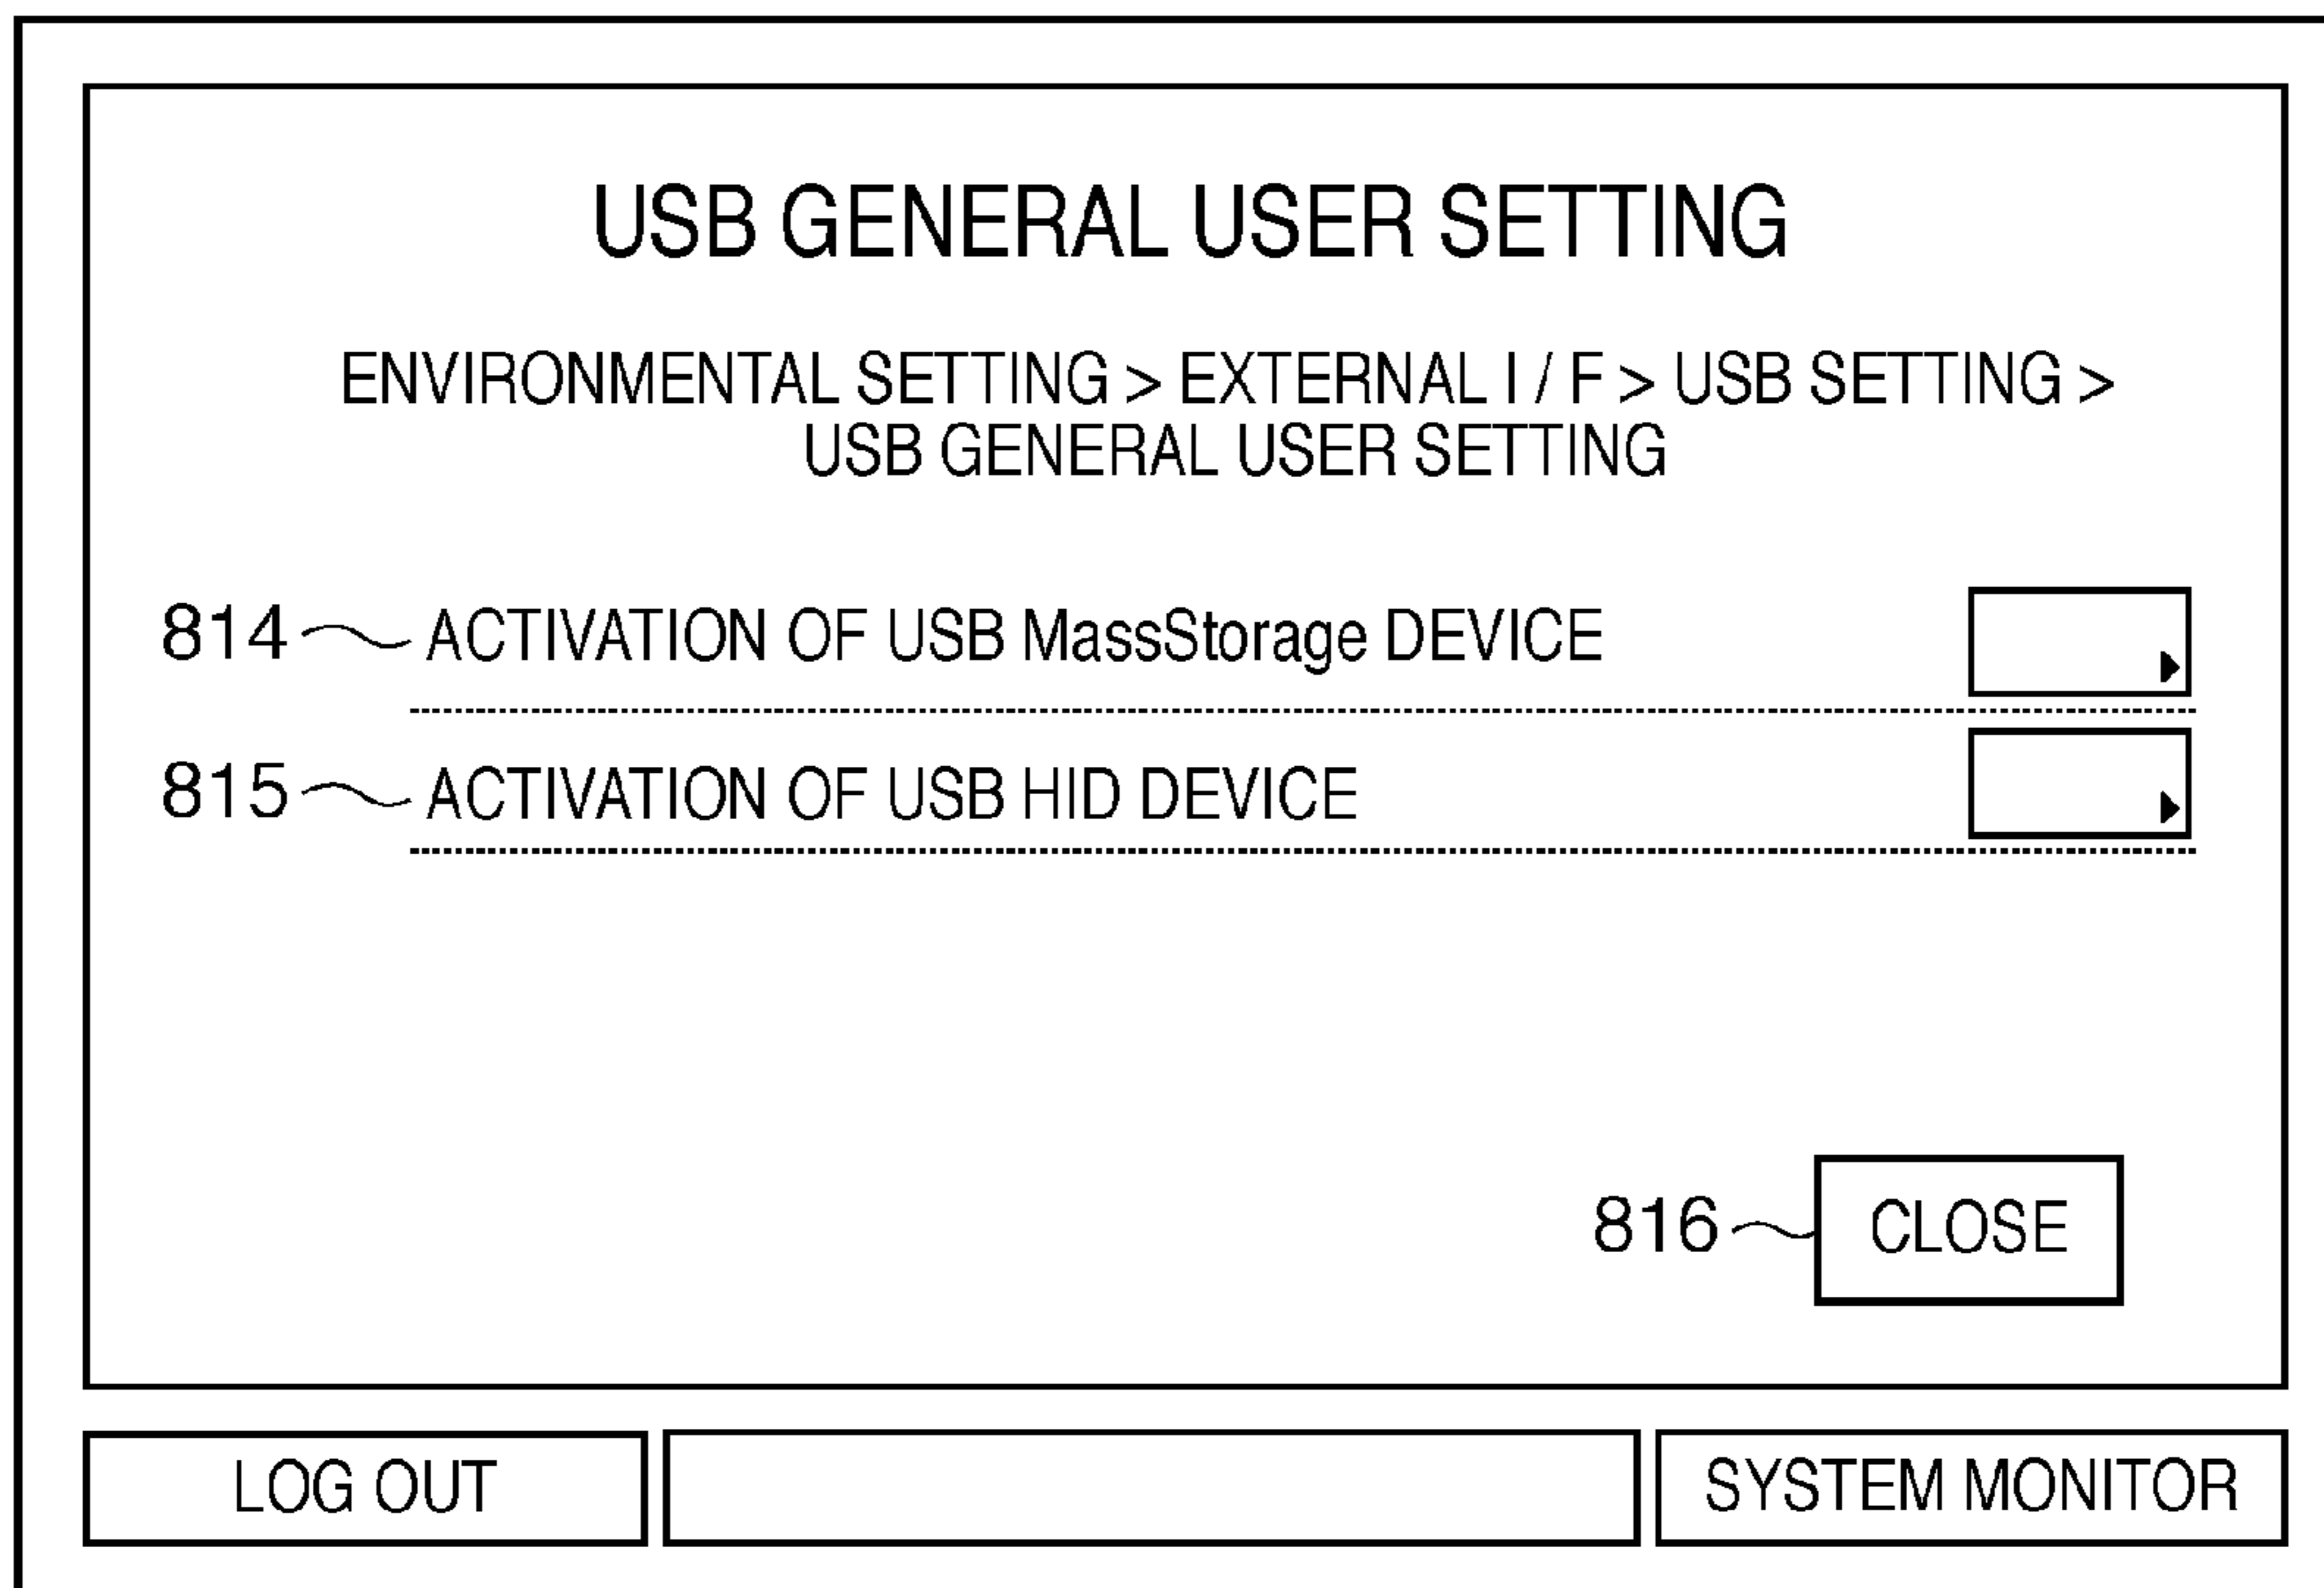 USB GENERAL USER SETTING
ENVIRONMENTAL SETTING > EXTERNAL I / F > USB SETTING >
USB GENERAL USER SETTING
814 ACTIVATION OF USB MassStorage DEVICE
815 ACTIVATION OF USB HID DEVICE
816 CLOSE
LOG OUT SYSTEM MONITOR